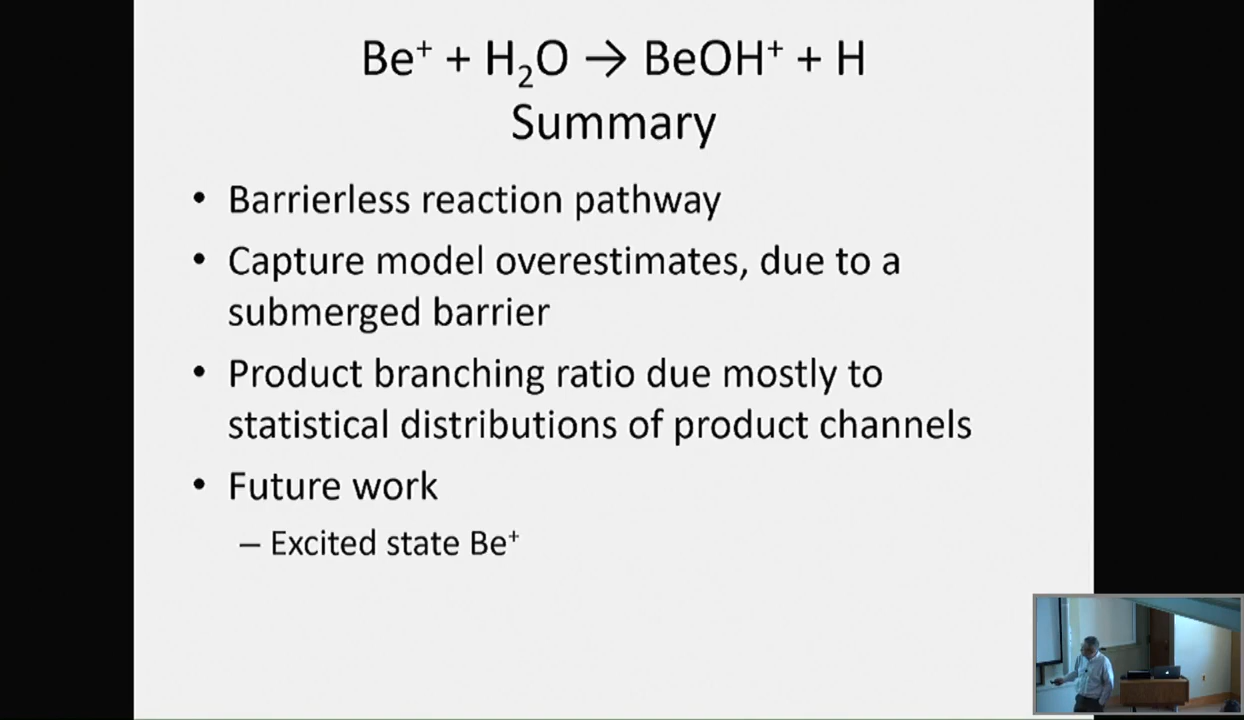 Be⁺ + H₂O → BeOH⁺ + H
Summary
• Barrierless reaction pathway
• Capture model overestimates, due to a
submerged barrier
• Product branching ratio due mostly to
statistical distributions of product channels
• Future work
– Excited state Be⁺